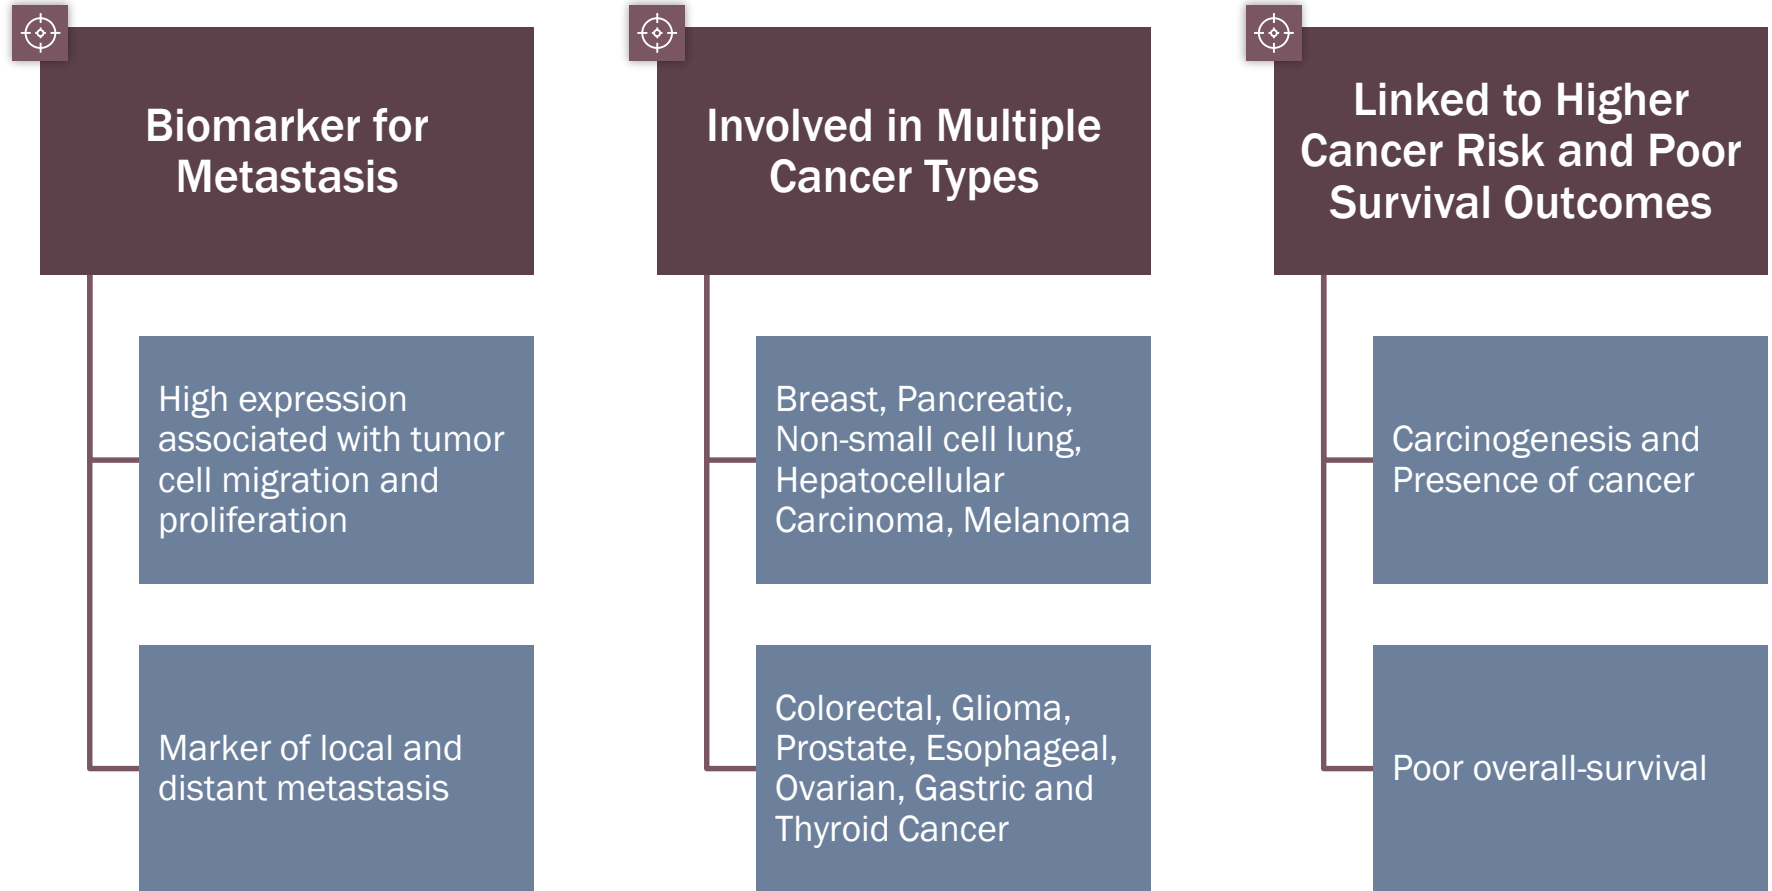 Biomarker for
Metastasis
High expression
associated with tumor
cell migration and
proliferation
Marker of local and
distant metastasis
Involved in Multiple
Cancer Types
Breast, Pancreatic,
Non-small cell lung,
Hepatocellular
Carcinoma, Melanoma
Colorectal, Glioma,
Prostate, Esophageal,
Ovarian, Gastric and
Thyroid Cancer
Linked to Higher
Cancer Risk and Poor
Survival Outcomes
Carcinogenesis and
Presence of cancer
Poor overall-survival